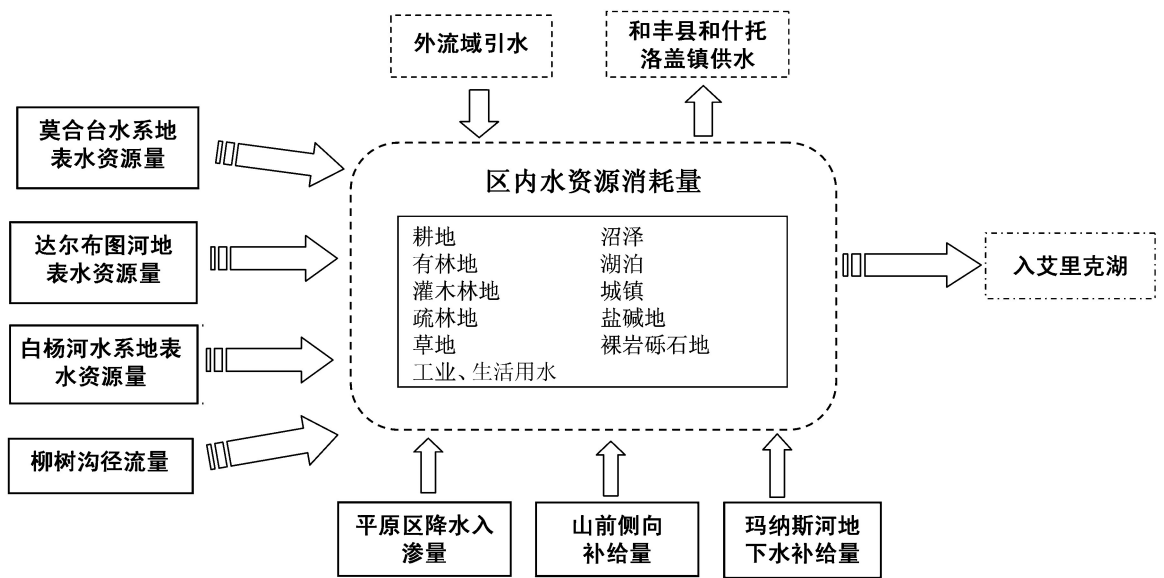 外流域引水
和丰县和什托
洛盖镇供水
莫合台水系地
表水资源量
达尔布图河地
表水资源量
白杨河水系地表
水资源量
柳树沟径流量
区内水资源消耗量
耕地
有林地
灌木林地
疏林地
草地
工业、生活用水
沼泽
湖泊
城镇
盐碱地
裸岩砾石地
入艾里克湖
平原区降水入
渗量
山前侧向
补给量
玛纳斯河地
下水补给量